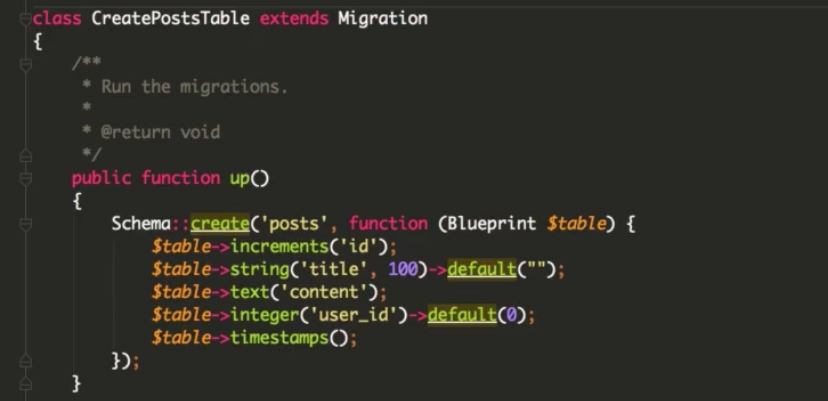 class CreatePostsTable extends Migration
{
    /**
     * Run the migrations.
     *
     * @return void
     */
    public function up()
    {
        Schema::create('posts', function (Blueprint $table) {
            $table->increments('id');
            $table->string('title', 100)->default("");
            $table->text('content');
            $table->integer('user_id')->default(0);
            $table->timestamps();
        });
    }